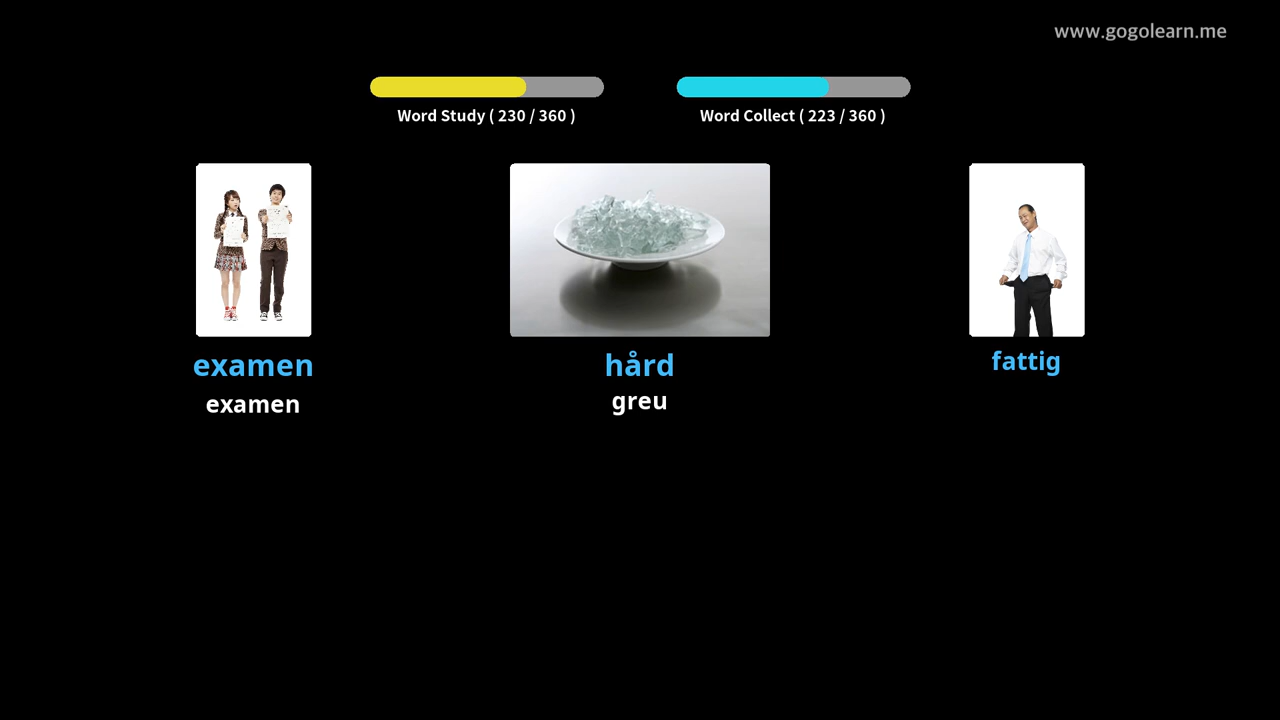 www.gogolearn.me
Word Study ( 230 / 360 )
Word Collect ( 223 / 360 )
examen
examen
hård
greu
fattig